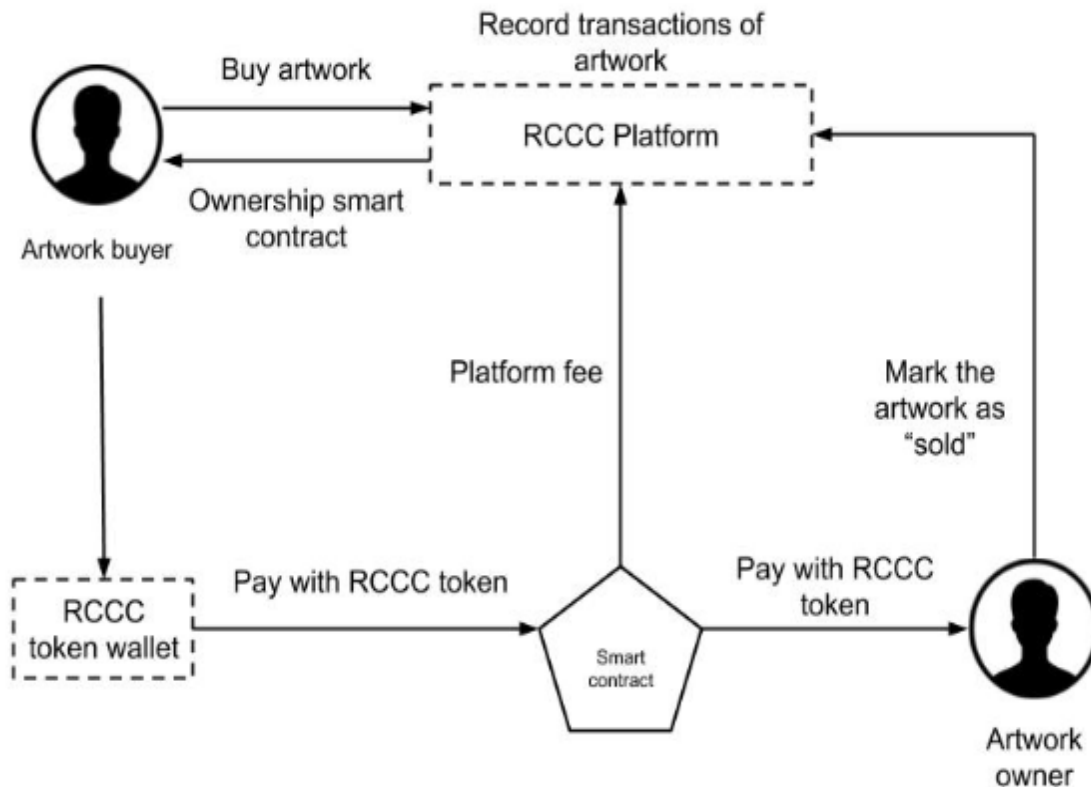 Record transactions of
artwork
Buy artwork
RCCC Platform
Ownership smart
contract
Artwork buyer
Platform fee
Mark the
artwork as
“sold”
Pay with RCCC token
Pay with RCCC
token
RCCC
token wallet
Smart
contract
Artwork
owner